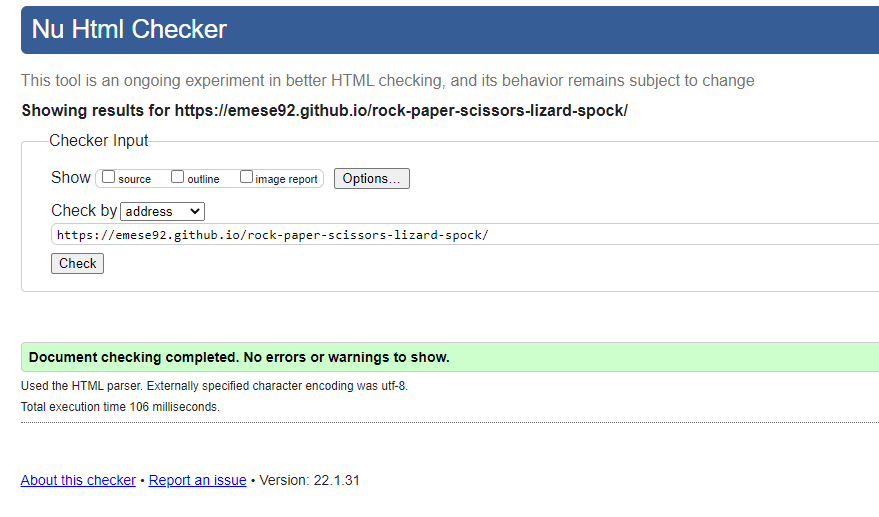 Nu Html Checker
This tool is an ongoing experiment in better HTML checking, and its behavior remains subject to change
Showing results for https://emese92.github.io/rock-paper-scissors-lizard-spock/
Checker Input
Show source outline image report Options...
Check by address
https://emese92.github.io/rock-paper-scissors-lizard-spock/
Check
Document checking completed. No errors or warnings to show.
Used the HTML parser. Externally specified character encoding was utf-8.
Total execution time 106 milliseconds.
About this checker • Report an issue • Version: 22.1.31